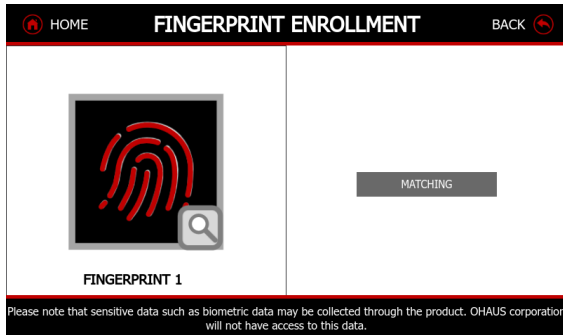 HOME FINGERPRINT ENROLLMENT BACK
MATCHING
FINGERPRINT 1
Please note that sensitive data such as biometric data may be collected through the product. OHAUS corporation
will not have access to this data.